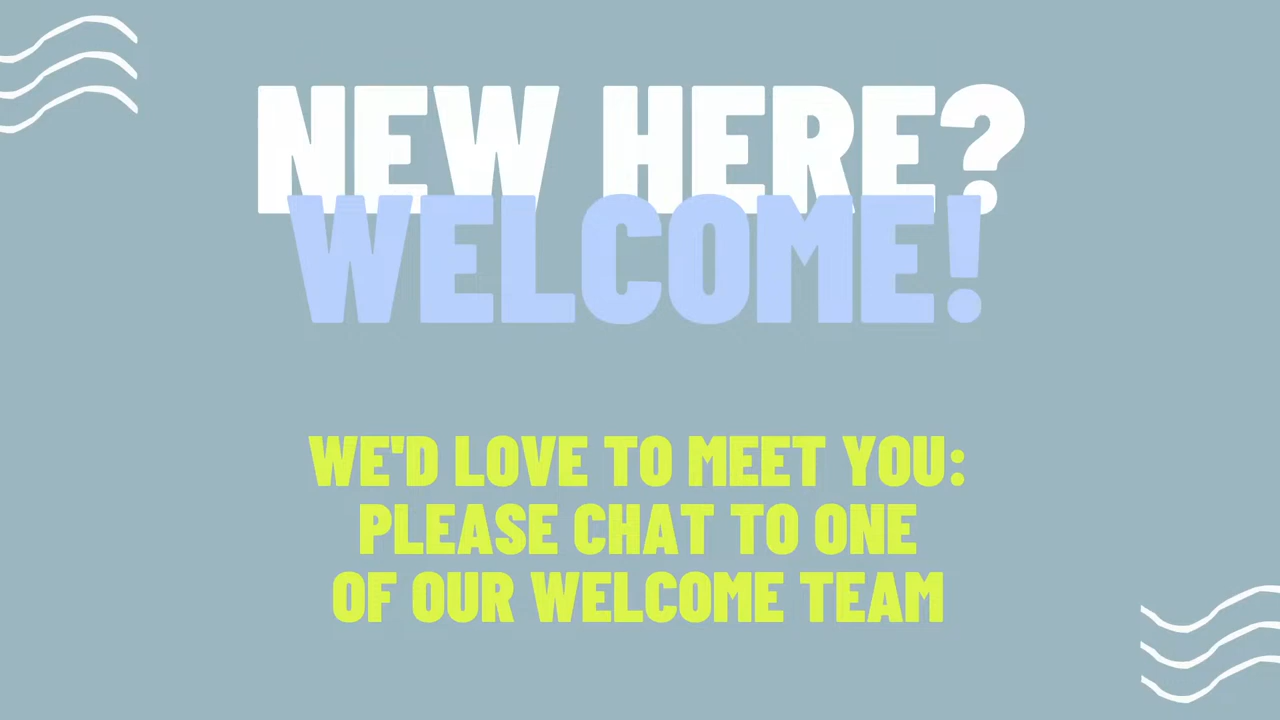 NEW HERE?
WELCOME!
WE'D LOVE TO MEET YOU:
PLEASE CHAT TO ONE
OF OUR WELCOME TEAM